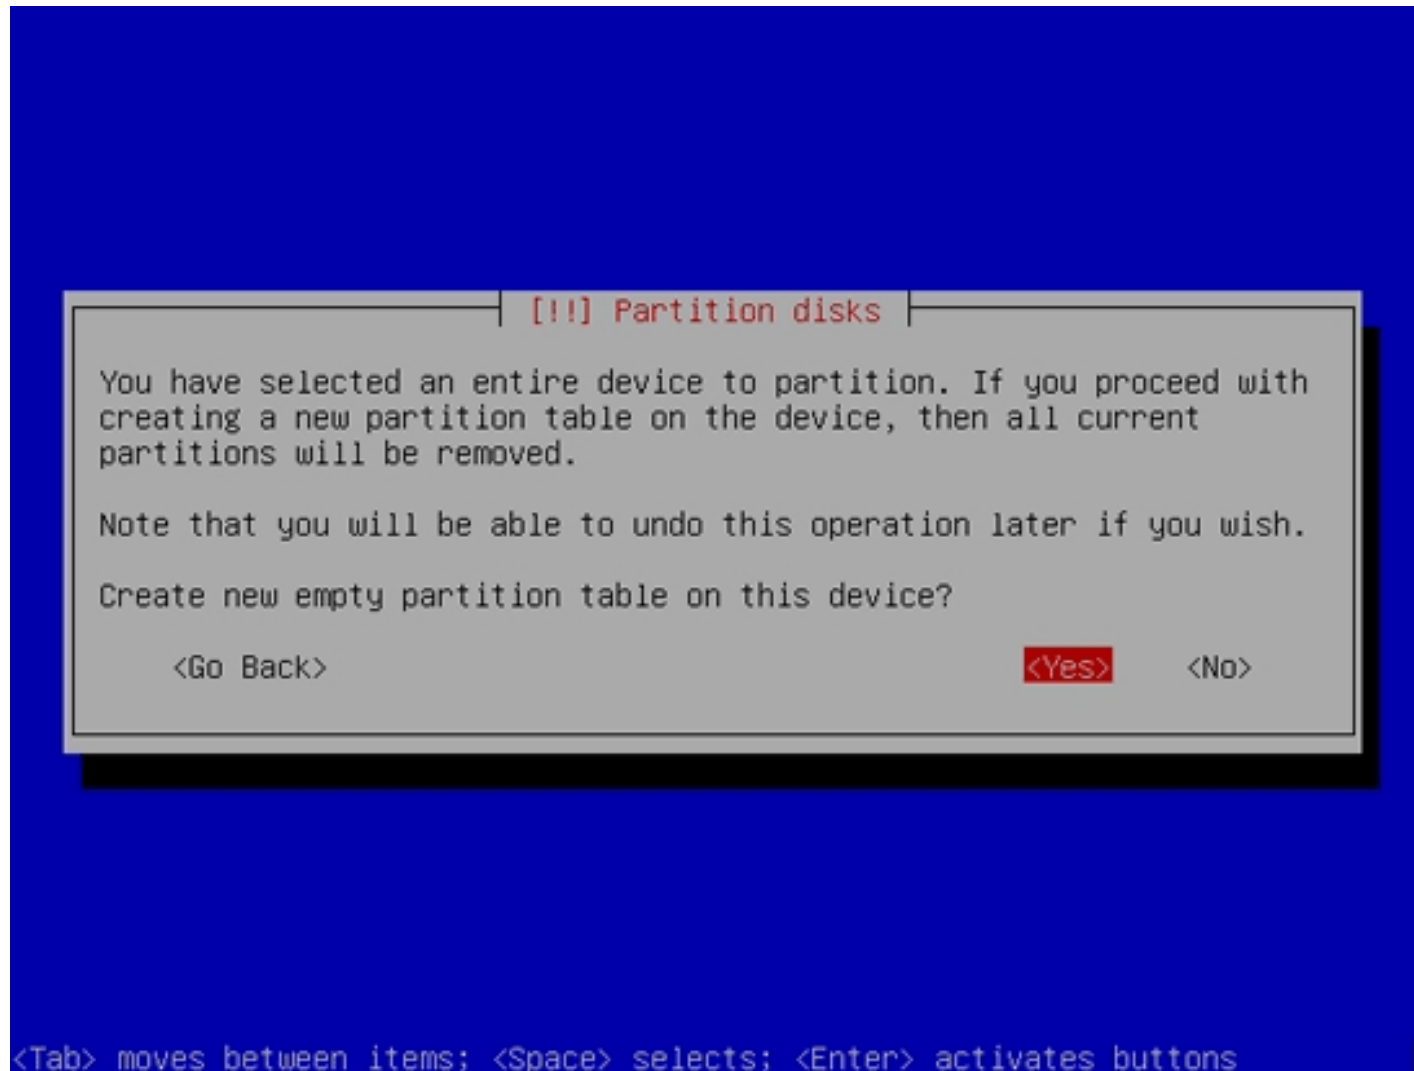 [!!] Partition disks
You have selected an entire device to partition. If you proceed with
creating a new partition table on the device, then all current
partitions will be removed.
Note that you will be able to undo this operation later if you wish.
Create new empty partition table on this device?
<Go Back> <Yes> <No>
<Tab> moves between items; <Space> selects; <Enter> activates buttons